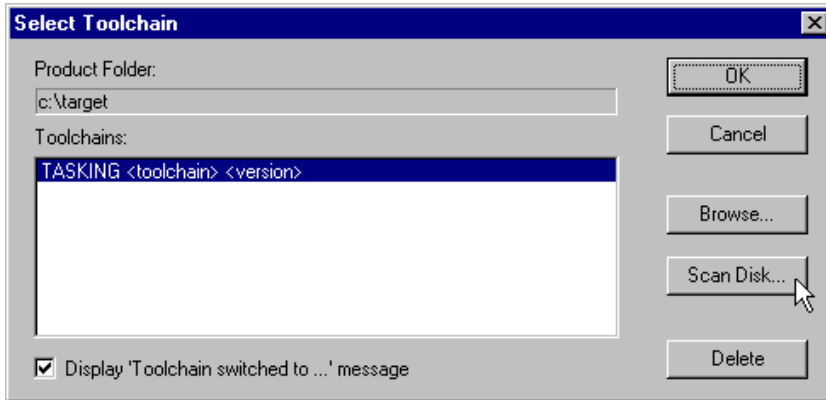 Select Toolchain
Product Folder:
c:\target
Toolchains:
TASKING <toolchain> <version>
Display 'Toolchain switched to ...' message
OK
Cancel
Browse...
Scan Disk...
Delete